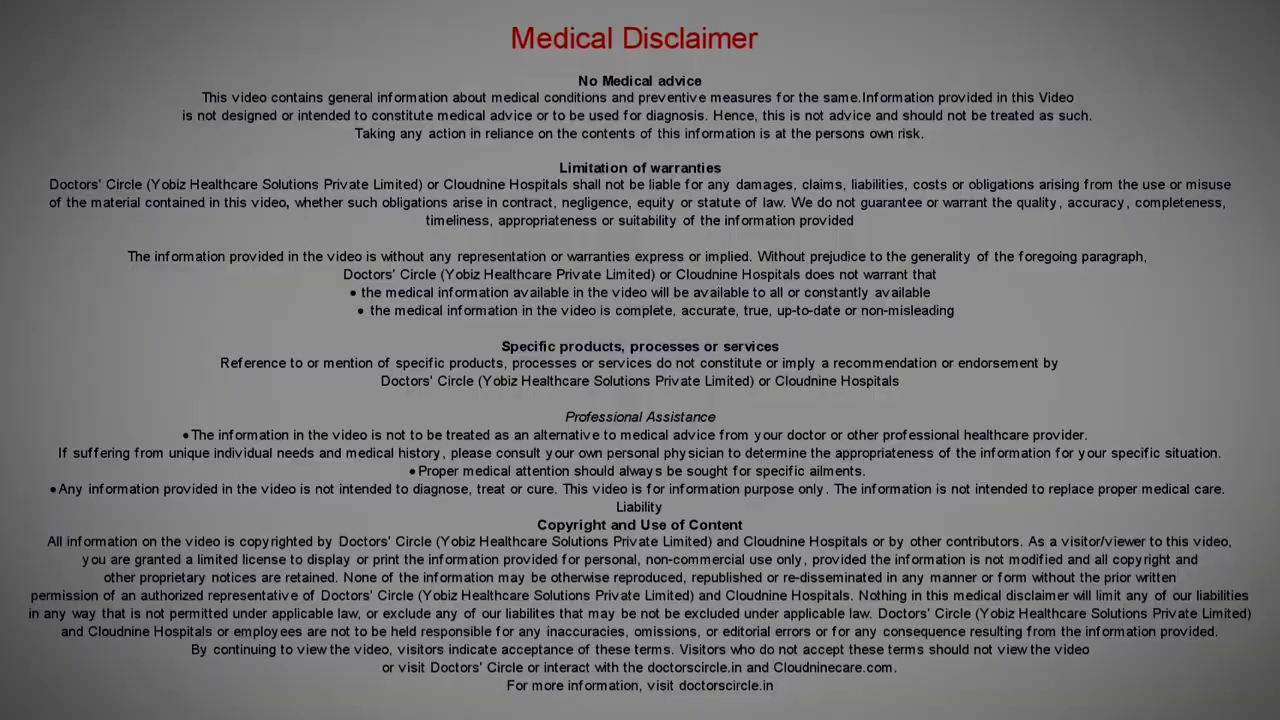 Medical Disclaimer
No Medical advice
This video contains general information about medical conditions and preventive measures for the same.Information provided in this Video
is not designed or intended to constitute medical advice or to be used for diagnosis. Hence, this is not advice and should not be treated as such.
Taking any action in reliance on the contents of this information is at the persons own risk.
Limitation of warranties
Doctors' Circle (Yobiz Healthcare Solutions Private Limited) or Cloudnine Hospitals shall not be liable for any damages, claims, liabilities, costs or obligations arising from the use or misuse
of the material contained in this video, whether such obligations arise in contract, negligence, equity or statute of law. We do not guarantee or warrant the quality, accuracy, completeness,
timeliness, appropriateness or suitability of the information provided
The information provided in the video is without any representation or warranties express or implied. Without prejudice to the generality of the foregoing paragraph,
Doctors' Circle (Yobiz Healthcare Private Limited) or Cloudnine Hospitals does not warrant that
• the medical information available in the video will be available to all or constantly available
• the medical information in the video is complete, accurate, true, up-to-date or non-misleading
Specific products, processes or services
Reference to or mention of specific products, processes or services do not constitute or imply a recommendation or endorsement by
Doctors' Circle (Yobiz Healthcare Solutions Private Limited) or Cloudnine Hospitals
Professional Assistance
•The information in the video is not to be treated as an alternative to medical advice from your doctor or other professional healthcare provider.
If suffering from unique individual needs and medical history, please consult your own personal physician to determine the appropriateness of the information for your specific situation.
•Proper medical attention should always be sought for specific ailments.
•Any information provided in the video is not intended to diagnose, treat or cure. This video is for information purpose only. The information is not intended to replace proper medical care.
Liability
Copyright and Use of Content
All information on the video is copyrighted by Doctors' Circle (Yobiz Healthcare Solutions Private Limited) and Cloudnine Hospitals or by other contributors. As a visitor/viewer to this video,
you are granted a limited license to display or print the information provided for personal, non-commercial use only, provided the information is not modified and all copyright and
other proprietary notices are retained. None of the information may be otherwise reproduced, republished or re-disseminated in any manner or form without the prior written
permission of an authorized representative of Doctors' Circle (Yobiz Healthcare Solutions Private Limited) and Cloudnine Hospitals. Nothing in this medical disclaimer will limit any of our liabilities
in any way that is not permitted under applicable law, or exclude any of our liabilites that may be not be excluded under applicable law. Doctors' Circle (Yobiz Healthcare Solutions Private Limited)
and Cloudnine Hospitals or employees are not to be held responsible for any inaccuracies, omissions, or editorial errors or for any consequence resulting from the information provided.
By continuing to view the video, visitors indicate acceptance of these terms. Visitors who do not accept these terms should not view the video
or visit Doctors' Circle or interact with the doctorscircle.in and Cloudninecare.com.
For more information, visit doctorscircle.in